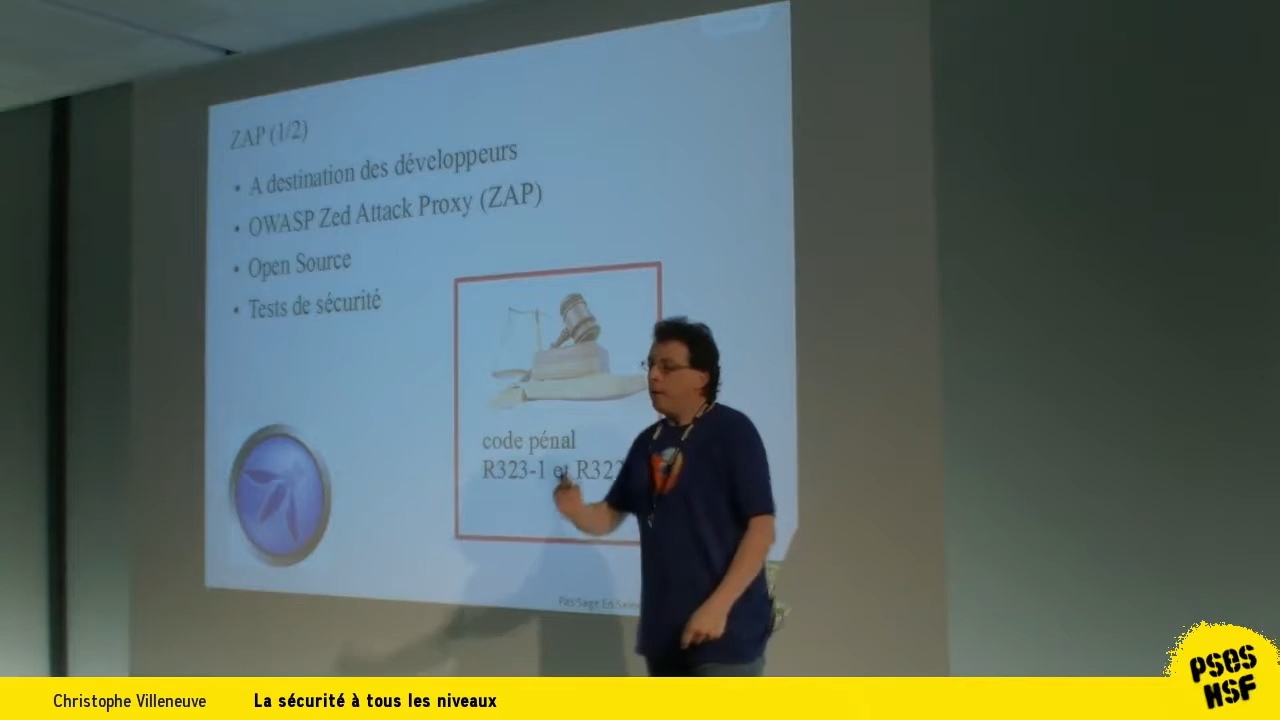 ZAP (1/2)
• A destination des développeurs
• OWASP Zed Attack Proxy (ZAP)
• Open Source
• Tests de sécurité
code pénal
R323-1 et
Christophe Villeneuve La sécurité à tous les niveaux
PSES
HSF